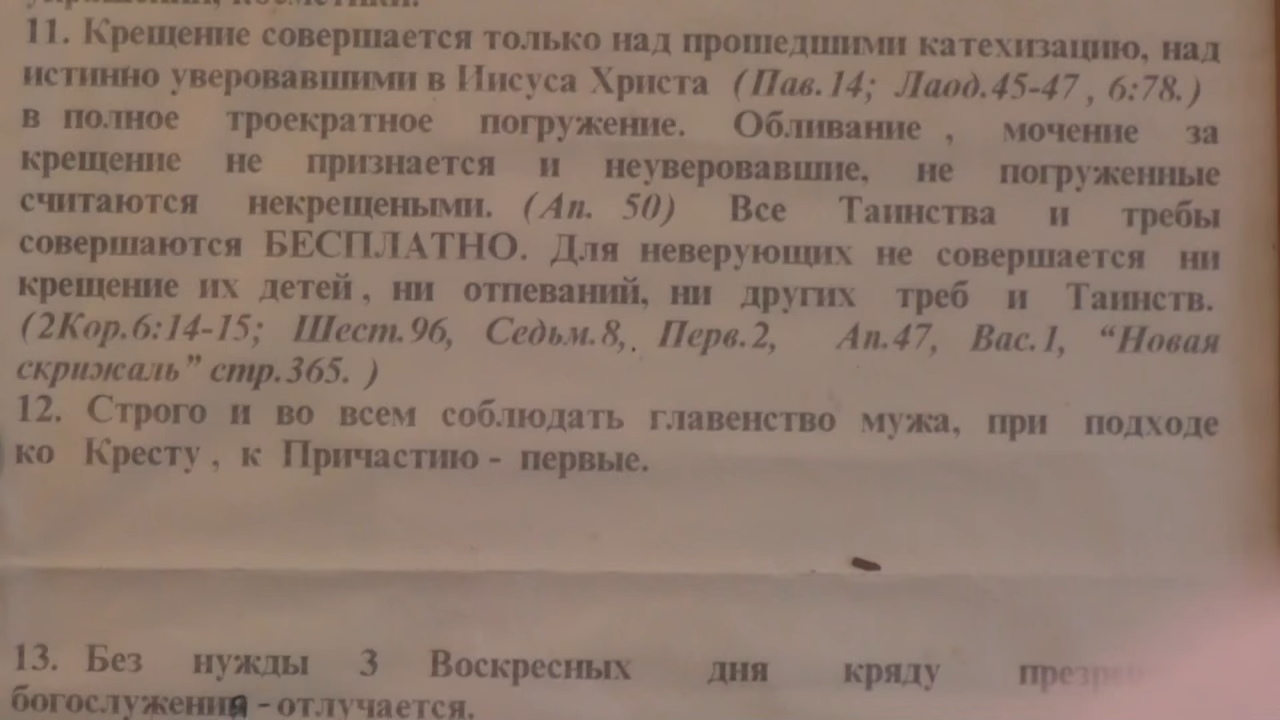 косметики.
11. Крещение совершается только над прошедшими катехизацию, над
истинно уверовавшими в Иисуса Христа (Пав.14; Лаод.45-47 , 6:78.)
в полное троекратное погружение. Обливание , мочение за
крещение не признается и неуверовавшие, не погруженные
считаются некрещеными. (Ап. 50) Все Таинства и требы
совершаются БЕСПЛАТНО. Для неверующих не совершается ни
крещение их детей , ни отпеваний, ни других треб и Таинств.
(2Кор.6:14-15; Шест.96, Седьм.8,. Перв.2, Ап.47, Вас.1, “Новая
скрижаль” стр.365. )
12. Строго и во всем соблюдать главенство мужа, при подходе
ко Кресту , к Причастию - первые.
13. Без нужды 3 Воскресных дня кряду
богослужения - отлучается.